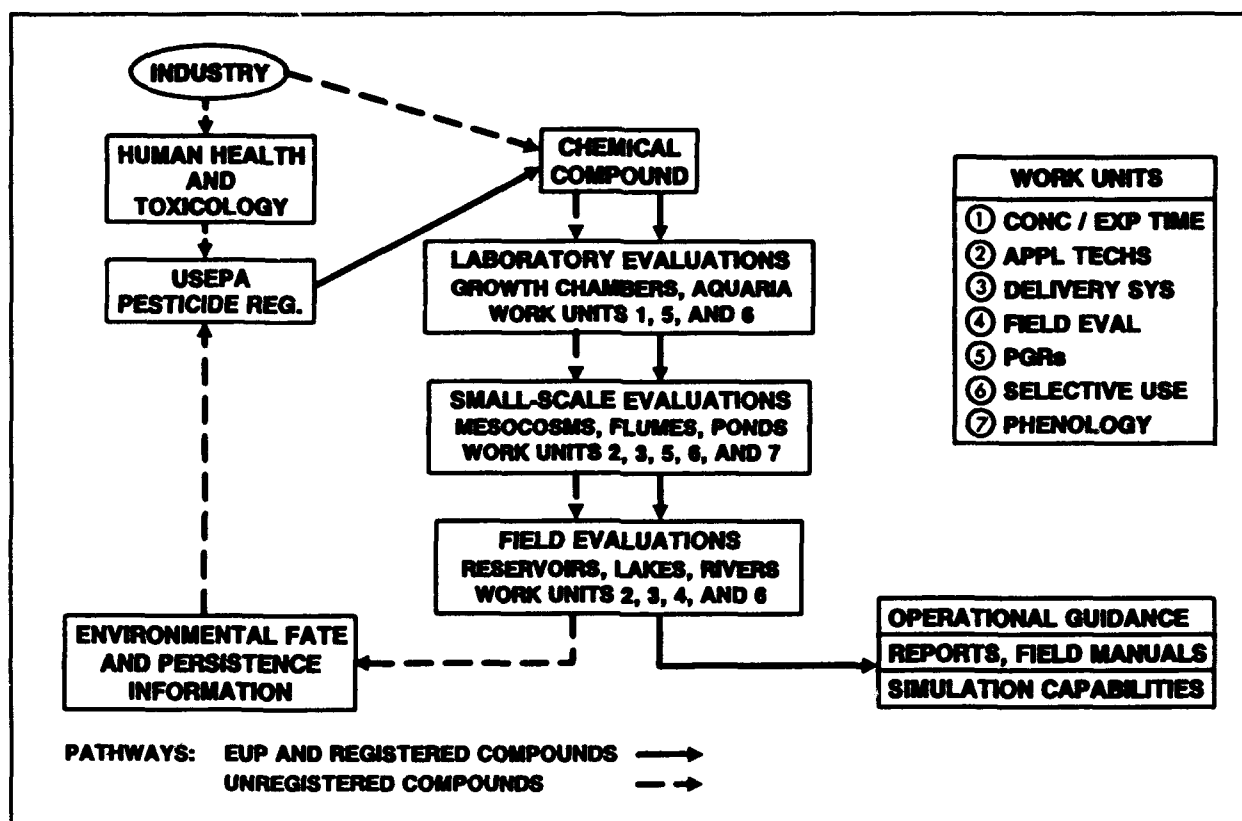 INDUSTRY
HUMAN HEALTH
AND
TOXICOLOGY
USEPA
PESTICIDE REG.
CHEMICAL
COMPOUND
LABORATORY EVALUATIONS
GROWTH CHAMBERS, AQUARIA
WORK UNITS 1, 5, AND 6
SMALL-SCALE EVALUATIONS
MESOCOSMS, FLUMES, PONDS
WORK UNITS 2, 3, 5, 6, AND 7
FIELD EVALUATIONS
RESERVOIRS, LAKES, RIVERS
WORK UNITS 2, 3, 4, AND 6
ENVIRONMENTAL FATE
AND PERSISTENCE
INFORMATION
WORK UNITS
① CONC / EXP TIME
② APPL TECHS
③ DELIVERY SYS
④ FIELD EVAL
⑤ PGRs
⑥ SELECTIVE USE
⑦ PHENOLOGY
OPERATIONAL GUIDANCE
REPORTS, FIELD MANUALS
SIMULATION CAPABILITIES
PATHWAYS: EUP AND REGISTERED COMPOUNDS
UNREGISTERED COMPOUNDS